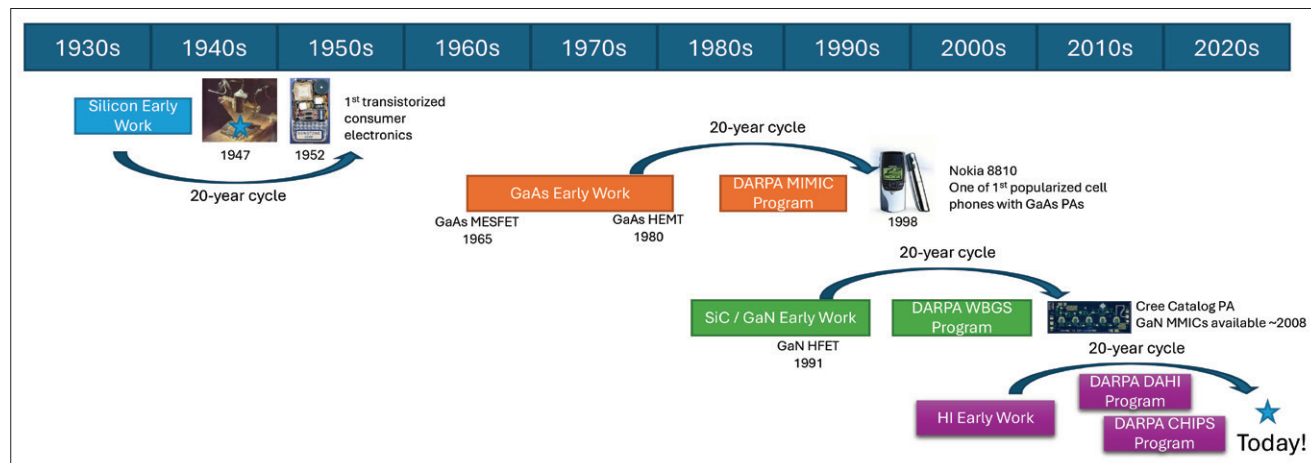 1930s 1940s 1950s 1960s 1970s 1980s 1990s 2000s 2010s 2020s
Silicon Early
Work
1947
1952
1st transistorized
consumer
electronics
20-year cycle
20-year cycle
GaAs Early Work
GaAs MESFET
1965
GaAs HEMT
1980
DARPA MIMIC
Program
1998
Nokia 8810
One of 1st popularized cell
phones with GaAs PAs
20-year cycle
SiC / GaN Early Work
GaN HFET
1991
DARPA WBGS
Program
Cree Catalog PA
GaN MMICs available ~2008
20-year cycle
HI Early Work
DARPA DAHI
Program
DARPA CHIPS
Program
Today!